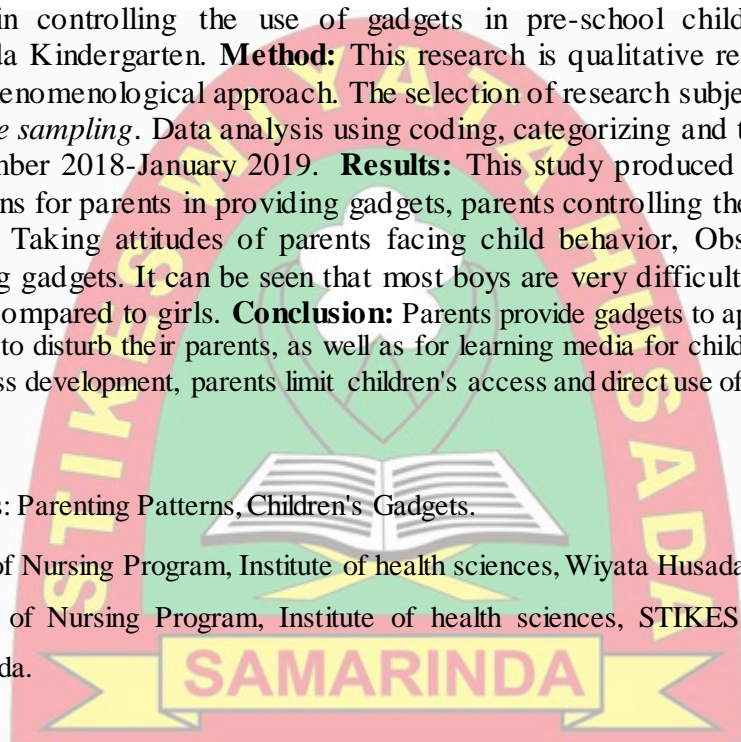 in controlling the use of gadgets in pre-school child
da Kindergarten. Method: This research is qualitative re
enomenological approach. The selection of research subje
e sampling. Data analysis using coding, categorizing and t
mber 2018-January 2019. Results: This study produced
ns for parents in providing gadgets, parents controlling the
Taking attitudes of parents facing child behavior, Obs
g gadgets. It can be seen that most boys are very difficult
ompared to girls. Conclusion: Parents provide gadgets to ap
to disturb their parents, as well as for learning media for child
ss development, parents limit children's access and direct use of
s: Parenting Patterns, Children's Gadgets.
of Nursing Program, Institute of health sciences, Wiyata Husada
of Nursing Program, Institute of health sciences, STIKES
da.
STIKES WIYATA HUSADA
SAMARINDA